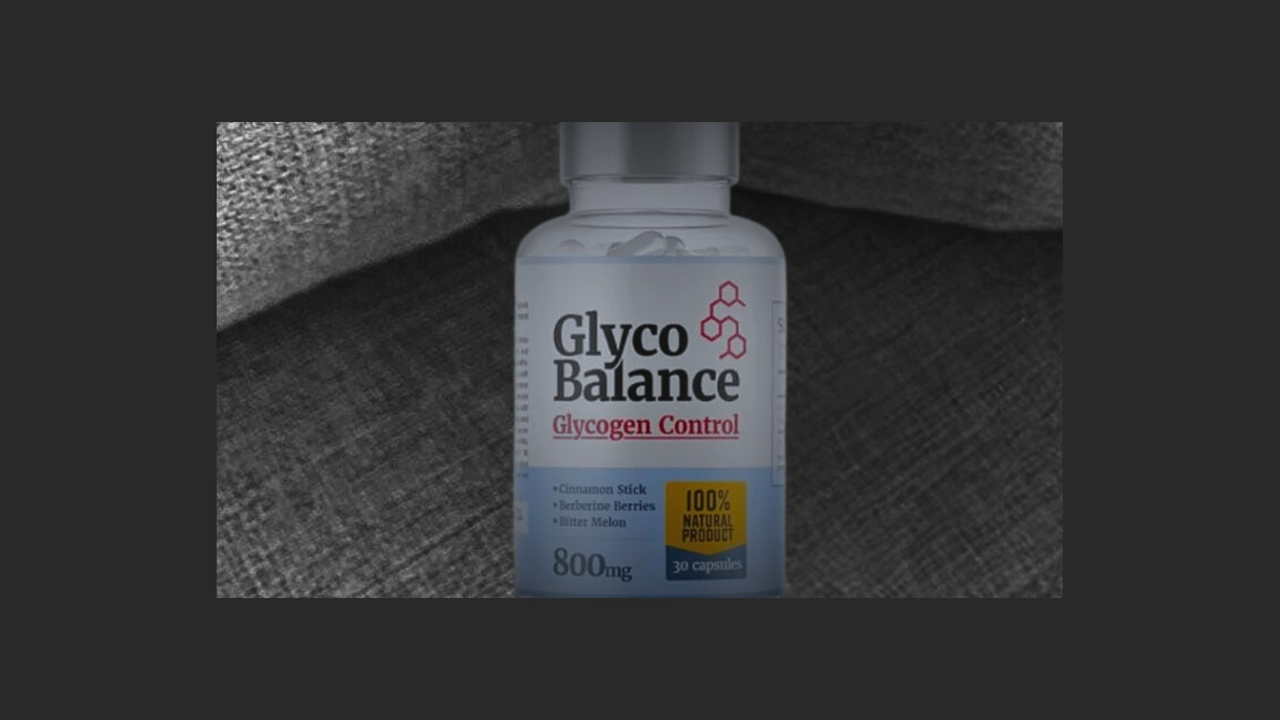 Glyco
Balance
Glycogen Control
• Cinnamon Stick
• Berberine Berries
• Bitter Melon
800mg
100%
NATURAL
PRODUCT
30 capsules